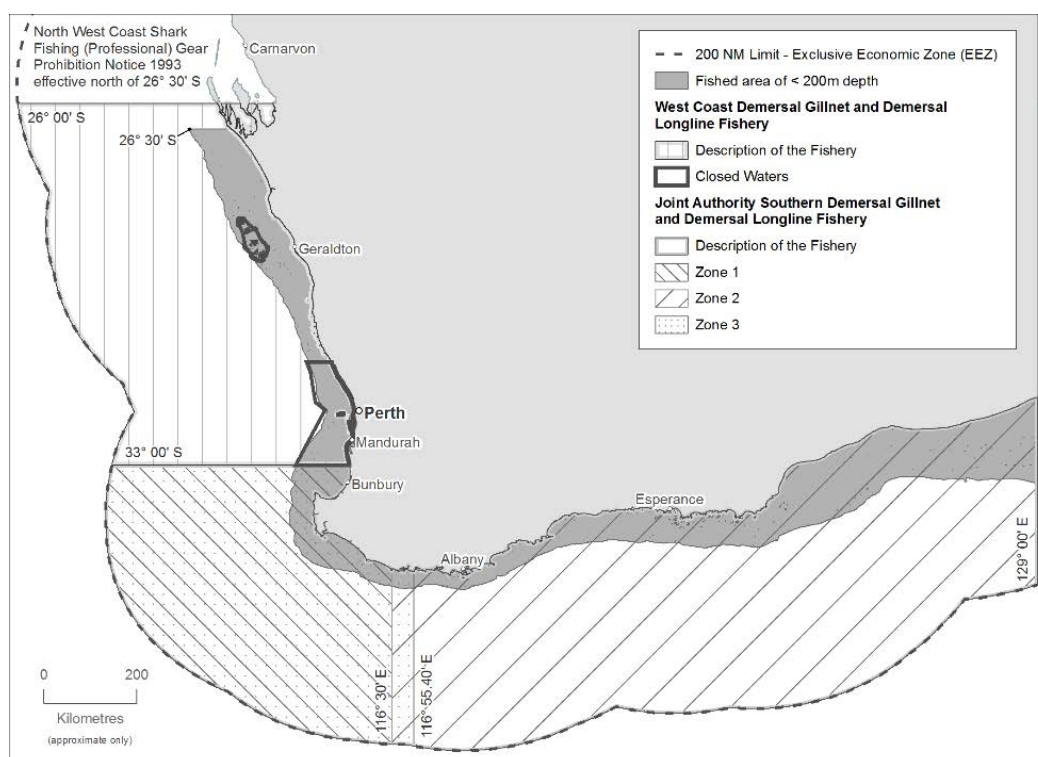 North West Coast Shark
Fishing (Professional) Gear
Prohibition Notice 1993
effective north of 26° 30' S
Carnarvon
26° 00' S
26° 30' S
Geraldton
Perth
Mandurah
33° 00' S
Bunbury
Esperance
Albany
129° 00' E
116° 30' E
116° 55.40' E
0 200
Kilometres
(approximate only)
200 NM Limit - Exclusive Economic Zone (EEZ)
Fished area of < 200m depth
West Coast Demersal Gillnet and Demersal
Longline Fishery
Description of the Fishery
Closed Waters
Joint Authority Southern Demersal Gillnet
and Demersal Longline Fishery
Description of the Fishery
Zone 1
Zone 2
Zone 3